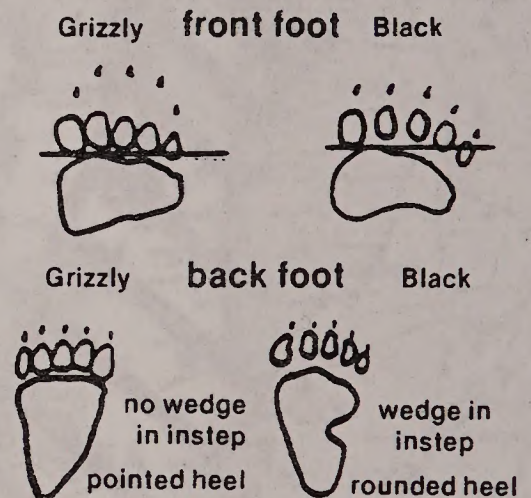 Grizzly front foot Black
Grizzly back foot Black
no wedge
in instep
pointed heel
wedge in
instep
rounded heel